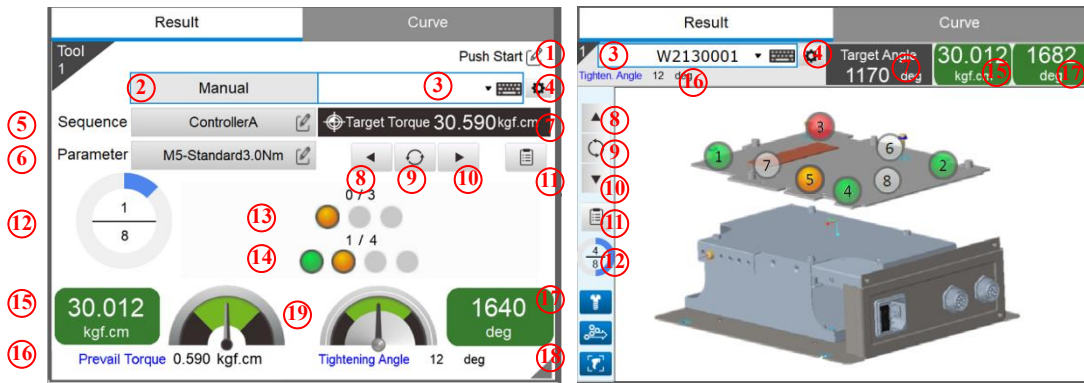 Result
Curve
Tool
1
Push Start
1
2
Manual
3
4
5
Sequence
ControllerA
Target Torque 30.590 kgf.cm
7
6
Parameter
M5-Standard3.0Nm
8
9
10
11
12
1
8
0 / 3
13
1 / 4
14
15
30.012
kgf.cm
19
1640
deg
17
16
Prevail Torque 0.590 kgf.cm
Tightening Angle 12 deg
18
Result
Curve
1
3
W2130001
4
Target Angle
1170 deg
7
30.012
kgf.cm
15
1682
deg
17
Tighten. Angle 12 deg
16
8
9
10
11
4
8
12
3
1
7
6
2
5
4
8